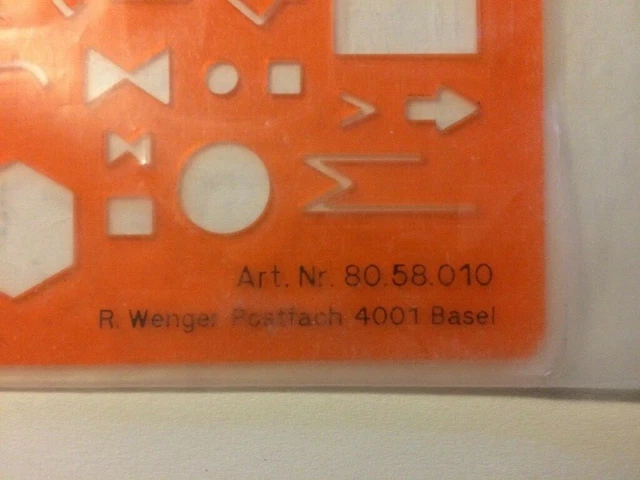 Art. Nr. 80.58.010
R. Wenger Postfach 4001 Basel